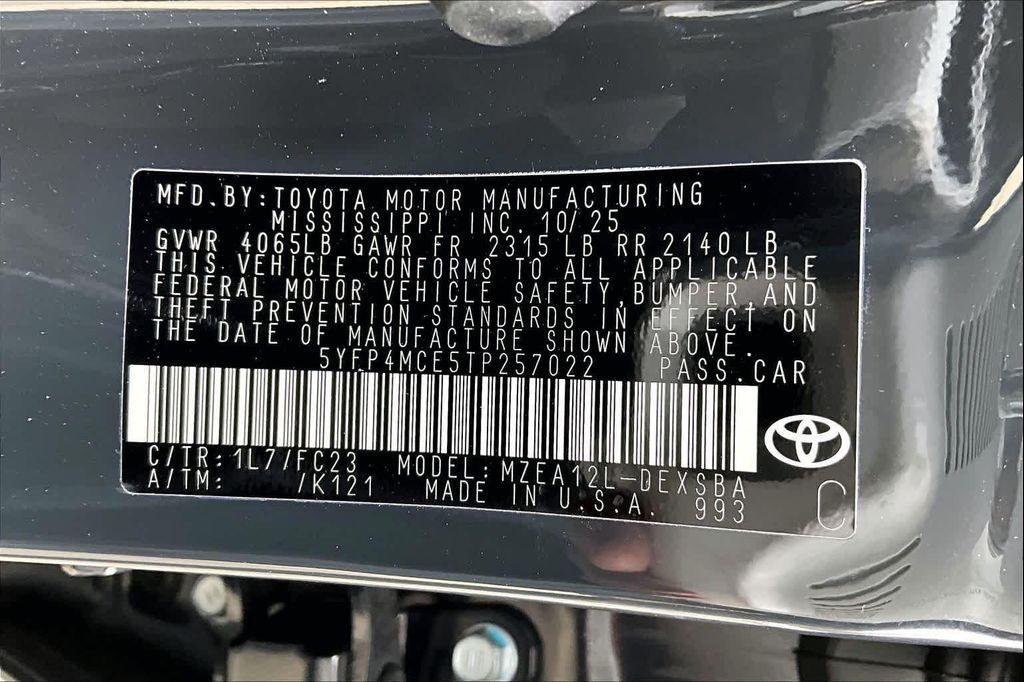 MFD.BY:TOYOTA MOTOR MANUFACTURING
MISSISSIPPI INC. 10/25
GVWR 4065LB GAWR FR 2315 LB RR 2140 LB
THIS VEHICLE CONFORMS TO ALL APPLICABLE
FEDERAL MOTOR VEHICLE SAFETY,BUMPER,AND
THEFT PREVENTION STANDARDS IN EFFECT ON
THE DATE OF MANUFACTURE SHOWN ABOVE.
5YFP4MCE5TP257022 PASS.CAR
C/TR:1L7/FC23 MODEL:MZEA12L-DEXSBA
A/TM: /K121 MADE IN U.S.A. 993
C